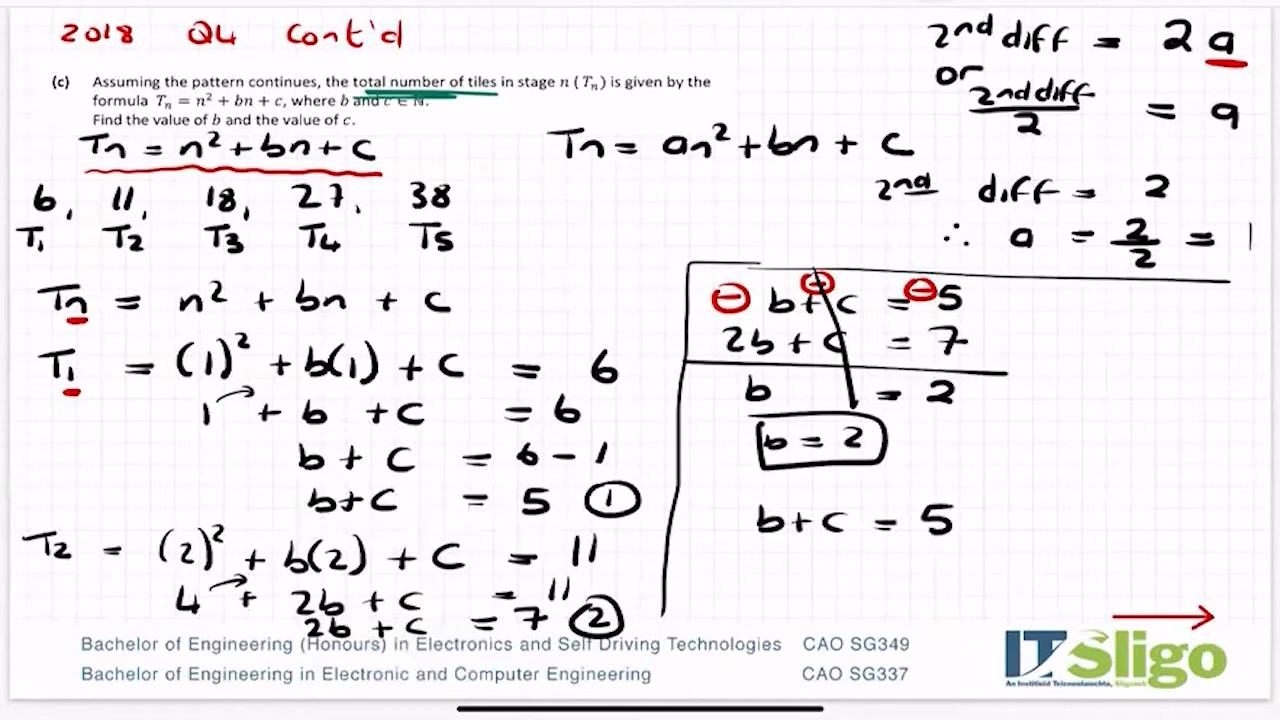 2018 Q4 Cont'd
(c) Assuming the pattern continues, the total number of tiles in stage n (Tn) is given by the
formula Tn = n² + bn + c, where b and c ∈ ℕ.
Find the value of b and the value of c.
Tn = n² + bn + c
6, 11, 18, 27, 38
T1 T2 T3 T4 T5
Tn = n² + bn + c
T1 = (1)² + b(1) + c = 6
1 + b + c = 6
b + c = 6 - 1
b+c = 5 ①
T2 = (2)² + b(2) + c = 11
4 + 2b + c = 11
2b + c = 7 ②
2nd diff = 2a
or
2nd diff/2 = a
Tn = an² + bn + c
2nd diff = 2
∴ a = 2/2 = 1
⊖ b + ⊖ c = ⊖ 5
2b + c = 7
b = 2
b = 2
b + c = 5
Bachelor of Engineering (Honours) in Electronics and Self Driving Technologies CAO SG349
Bachelor of Engineering in Electronic and Computer Engineering CAO SG337
IT Sligo
An Institiúid Teicneolaíochta, Sligeach